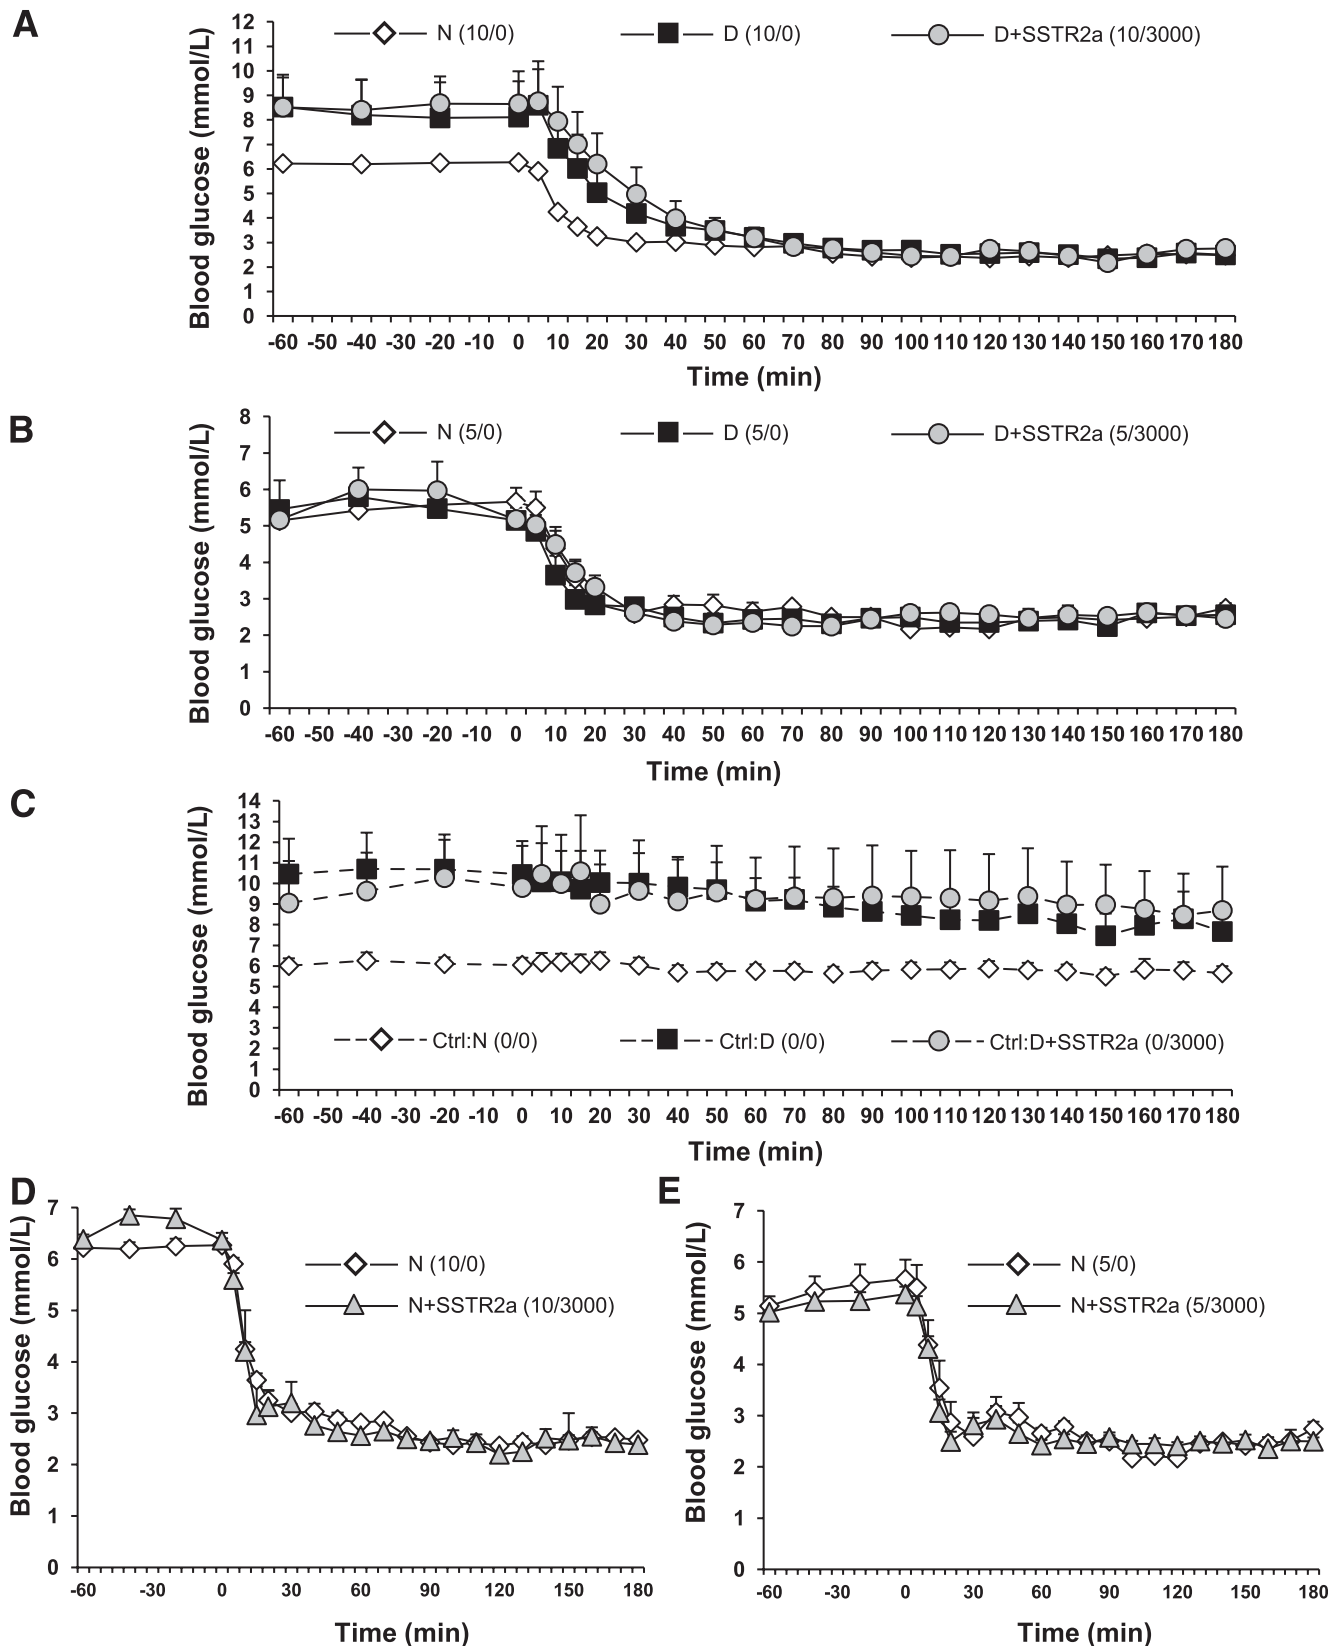 A
N (10/0) D (10/0) D+SSTR2a (10/3000)
Blood glucose (mmol/L)
12
11
10
9
8
7
6
5
4
3
2
1
0
-60 -50 -40 -30 -20 -10 0 10 20 30 40 50 60 70 80 90 100 110 120 130 140 150 160 170 180
Time (min)
B
N (5/0) D (5/0) D+SSTR2a (5/3000)
Blood glucose (mmol/L)
8
7
6
5
4
3
2
1
0
-60 -50 -40 -30 -20 -10 0 10 20 30 40 50 60 70 80 90 100 110 120 130 140 150 160 170 180
Time (min)
C
Blood glucose (mmol/L)
14
13
12
11
10
9
8
7
6
5
4
3
2
1
0
Ctrl:N (0/0) Ctrl:D (0/0) Ctrl:D+SSTR2a (0/3000)
-60 -50 -40 -30 -20 -10 0 10 20 30 40 50 60 70 80 90 100 110 120 130 140 150 160 170 180
Time (min)
D
Blood glucose (mmol/L)
7
6
5
4
3
2
1
0
N (10/0)
N+SSTR2a (10/3000)
-60 -30 0 30 60 90 120 150 180
Time (min)
E
Blood glucose (mmol/L)
7
6
5
4
3
2
1
0
N (5/0)
N+SSTR2a (5/3000)
-60 -30 0 30 60 90 120 150 180
Time (min)